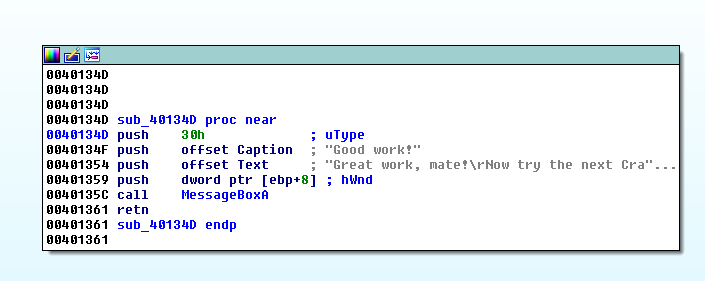 0040134D
0040134D
0040134D
0040134D sub_40134D proc near
0040134D push    30h             ; uType
0040134F push    offset Caption  ; "Good work!"
00401354 push    offset Text     ; "Great work, mate!\rNow try the next Cra"...
00401359 push    dword ptr [ebp+8] ; hWnd
0040135C call    MessageBoxA
00401361 retn
00401361 sub_40134D endp
00401361